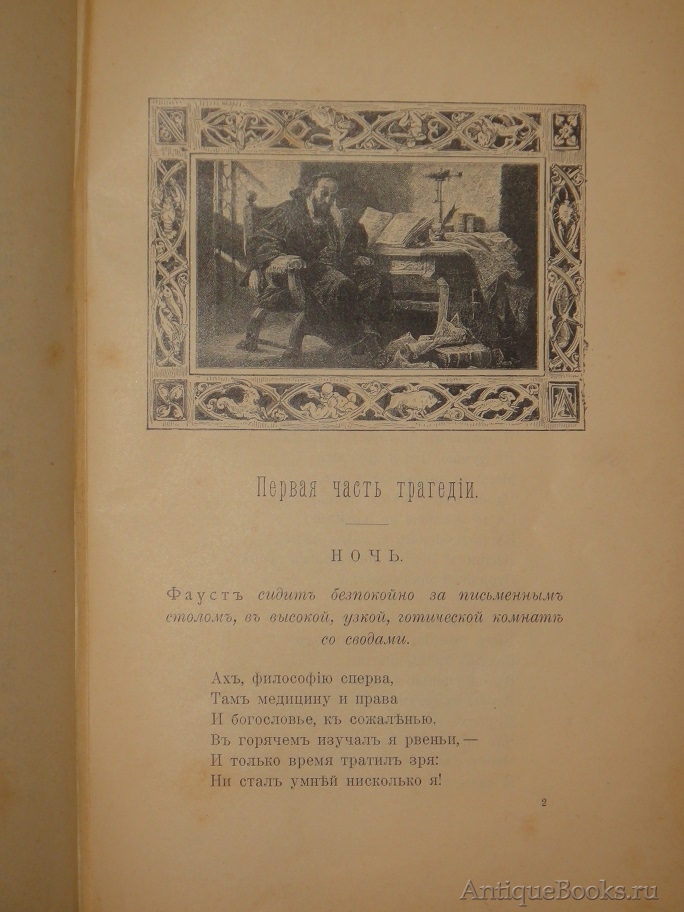 Первая часть трагедіи.
НОЧЬ.
Фаустъ сидитъ безпокойно за письменнымъ
столомъ, въ высокой, узкой, готической комнатѣ
со сводами.
Ахъ, философію сперва,
Тамъ медицину и права
И богословье, къ сожалѣнью.
Въ горячемъ изучалъ я рвеньи,—
И только время тратилъ зря:
Ни сталъ умнѣй нисколько я!
2
AntiqueBooks.ru